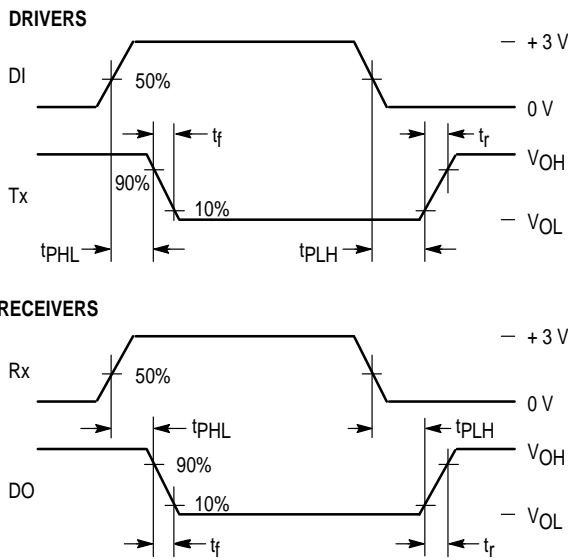 DRIVERS
+ 3 V
DI
50%
0 V
tf
tr
VOH
90%
Tx
10%
VOL
tPHL
tPLH
RECEIVERS
+ 3 V
Rx
50%
0 V
tPHL
tPLH
VOH
90%
DO
10%
VOL
tf
tr